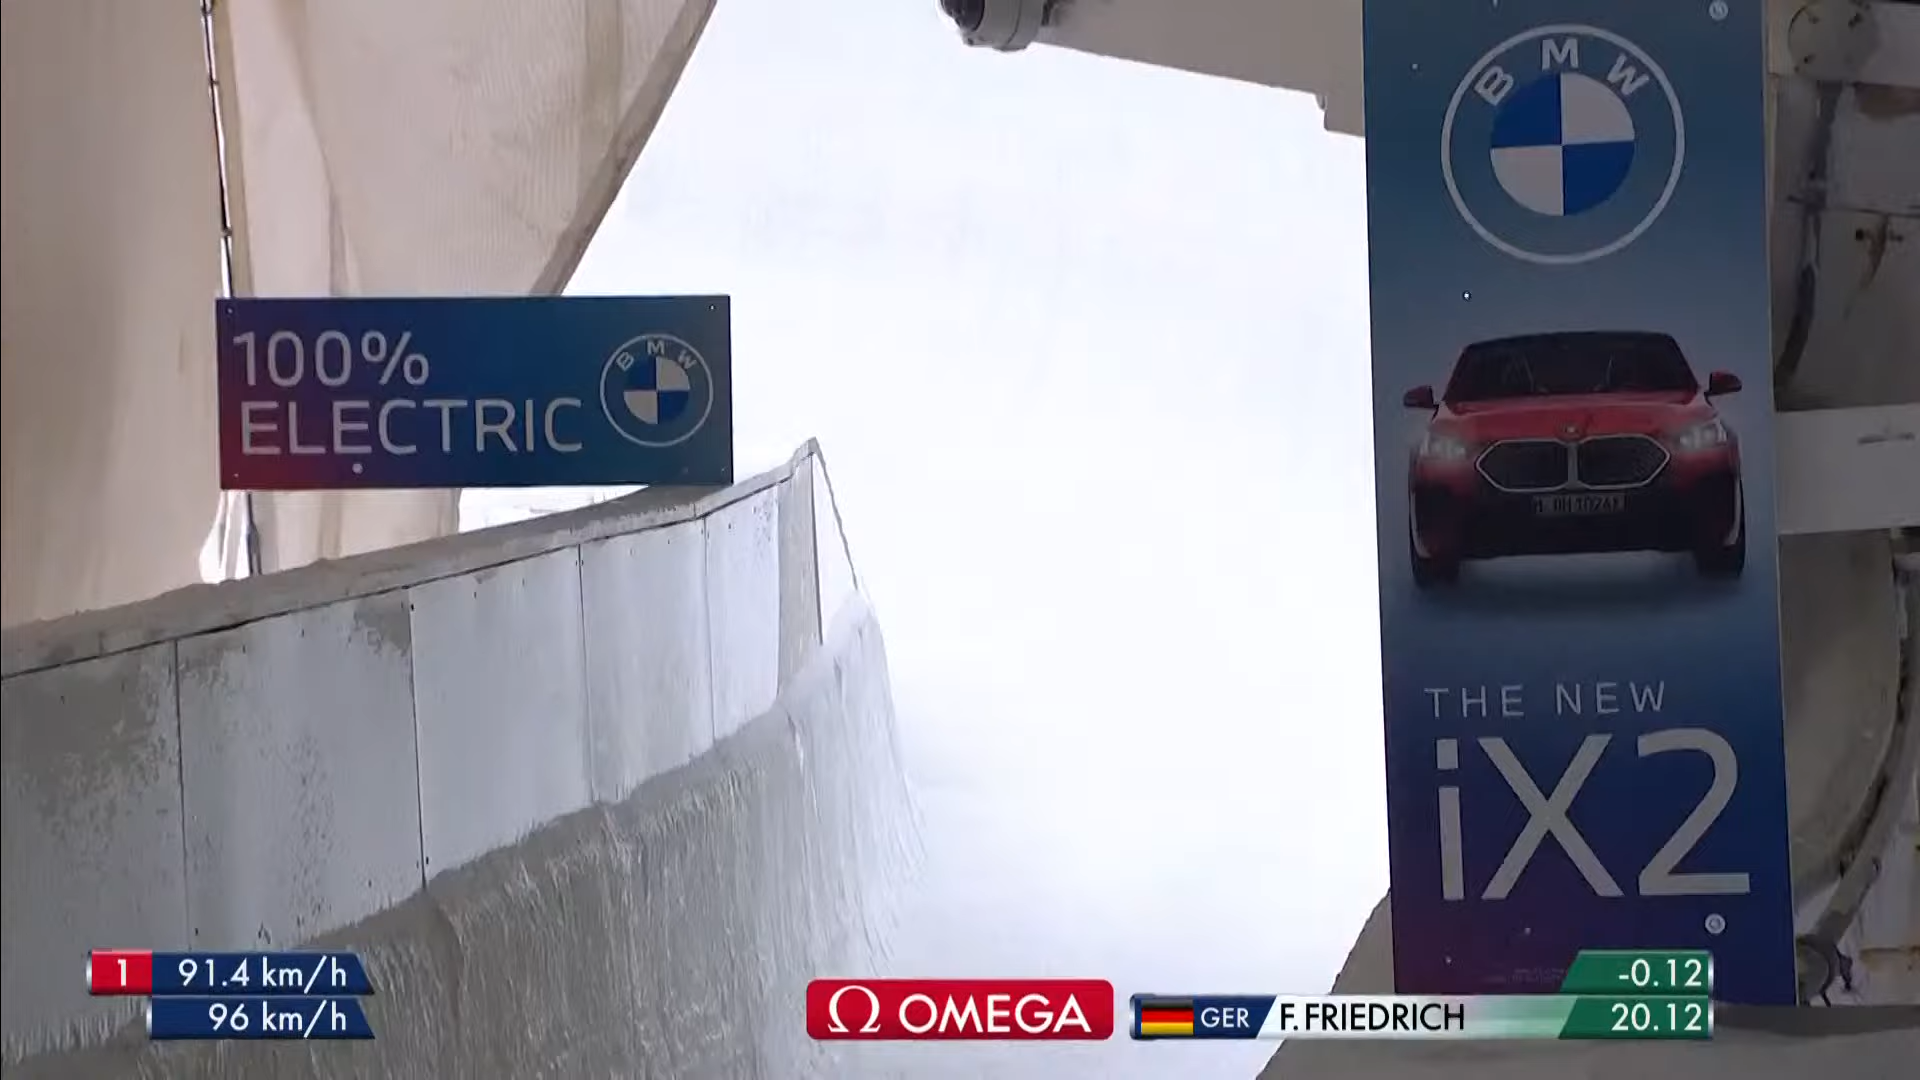 BMW
100%
ELECTRIC
BMW
THE NEW
iX2
1 91.4 km/h
96 km/h
Ω OMEGA
-0.12
GER F. FRIEDRICH 20.12